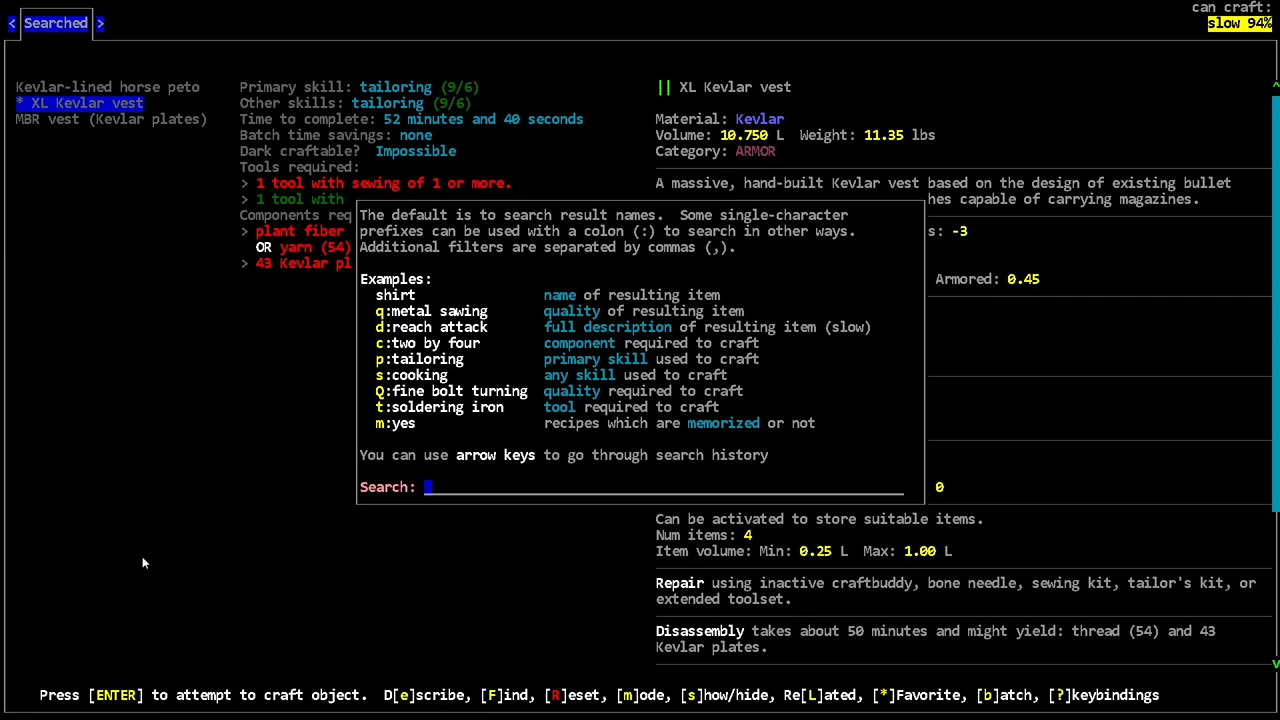 can craft:
< Searched >
slow 94%
Kevlar-lined horse peto
* XL Kevlar vest
MBR vest (Kevlar plates)
Primary skill: tailoring (9/6)
Other skills: tailoring (9/6)
Time to complete: 52 minutes and 40 seconds
Batch time savings: none
Dark craftable?  Impossible
Tools required:
> 1 tool with sewing of 1 or more.
> 1 tool with
Components req
> plant fiber
OR yarn (54)
> 43 Kevlar pl
|| XL Kevlar vest
Material: Kevlar
Volume: 10.750 L  Weight: 11.35 lbs
Category: ARMOR
A massive, hand-built Kevlar vest based on the design of existing bullet
hes capable of carrying magazines.
s: -3
Armored: 0.45
0
Can be activated to store suitable items.
Num items: 4
Item volume: Min: 0.25 L  Max: 1.00 L
Repair using inactive craftbuddy, bone needle, sewing kit, tailor's kit, or
extended toolset.
Disassembly takes about 50 minutes and might yield: thread (54) and 43
Kevlar plates.
The default is to search result names.  Some single-character
prefixes can be used with a colon (:) to search in other ways.
Additional filters are separated by commas (,).
Examples:
shirt name of resulting item
q:metal sawing quality of resulting item
d:reach attack full description of resulting item (slow)
c:two by four component required to craft
p:tailoring primary skill used to craft
s:cooking any skill used to craft
Q:fine bolt turning quality required to craft
t:soldering iron tool required to craft
m:yes recipes which are memorized or not
You can use arrow keys to go through search history
Search:
Press [ENTER] to attempt to craft object.  D[e]scribe, [F]ind, [R]eset, [m]ode, [s]how/hide, Re[L]ated, [*]Favorite, [b]atch, [?]keybindings